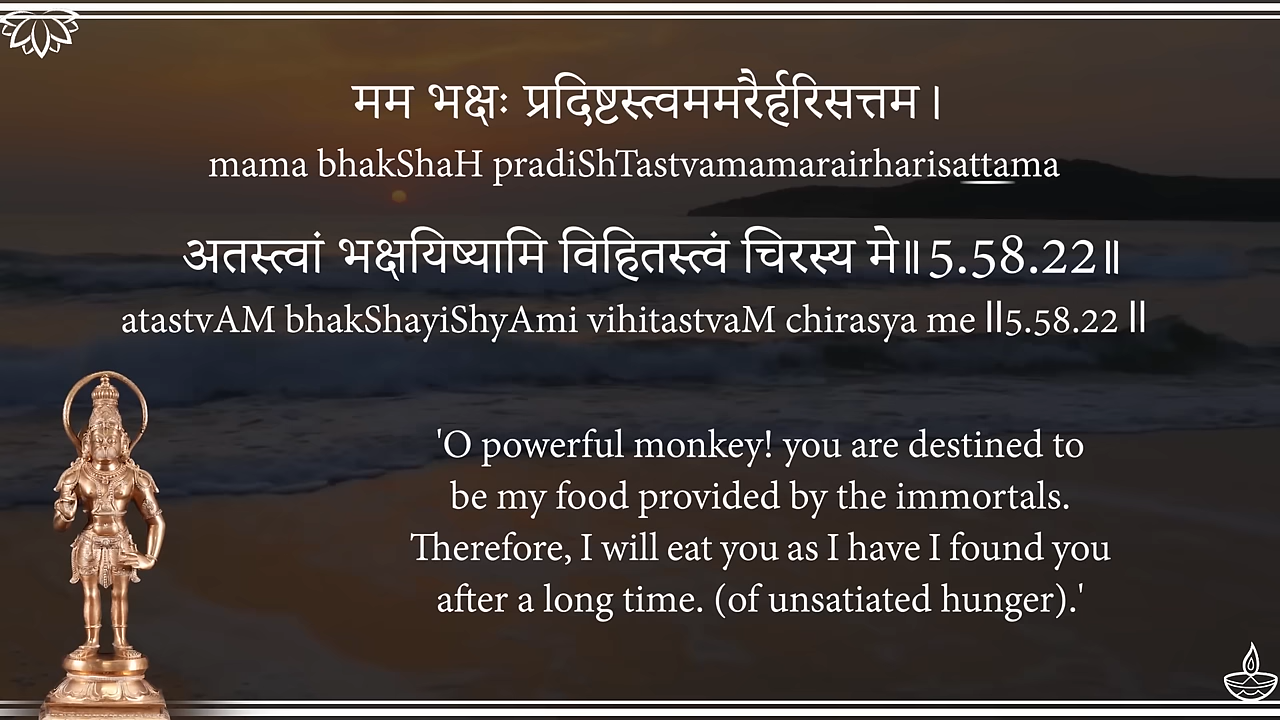 मम भक्षः प्रदिष्टस्त्वममरैर्हरिसत्तम।
mama bhakShaH pradiShTastvamamarairharisattama
अतस्त्वां भक्षयिष्यामि विहितस्त्वं चिरस्य मे॥5.58.22॥
atastvAM bhakShayiShyAmi vihitastvaM chirasya me ||5.58.22 ||
'O powerful monkey! you are destined to
be my food provided by the immortals.
Therefore, I will eat you as I have I found you
after a long time. (of unsatiated hunger).'